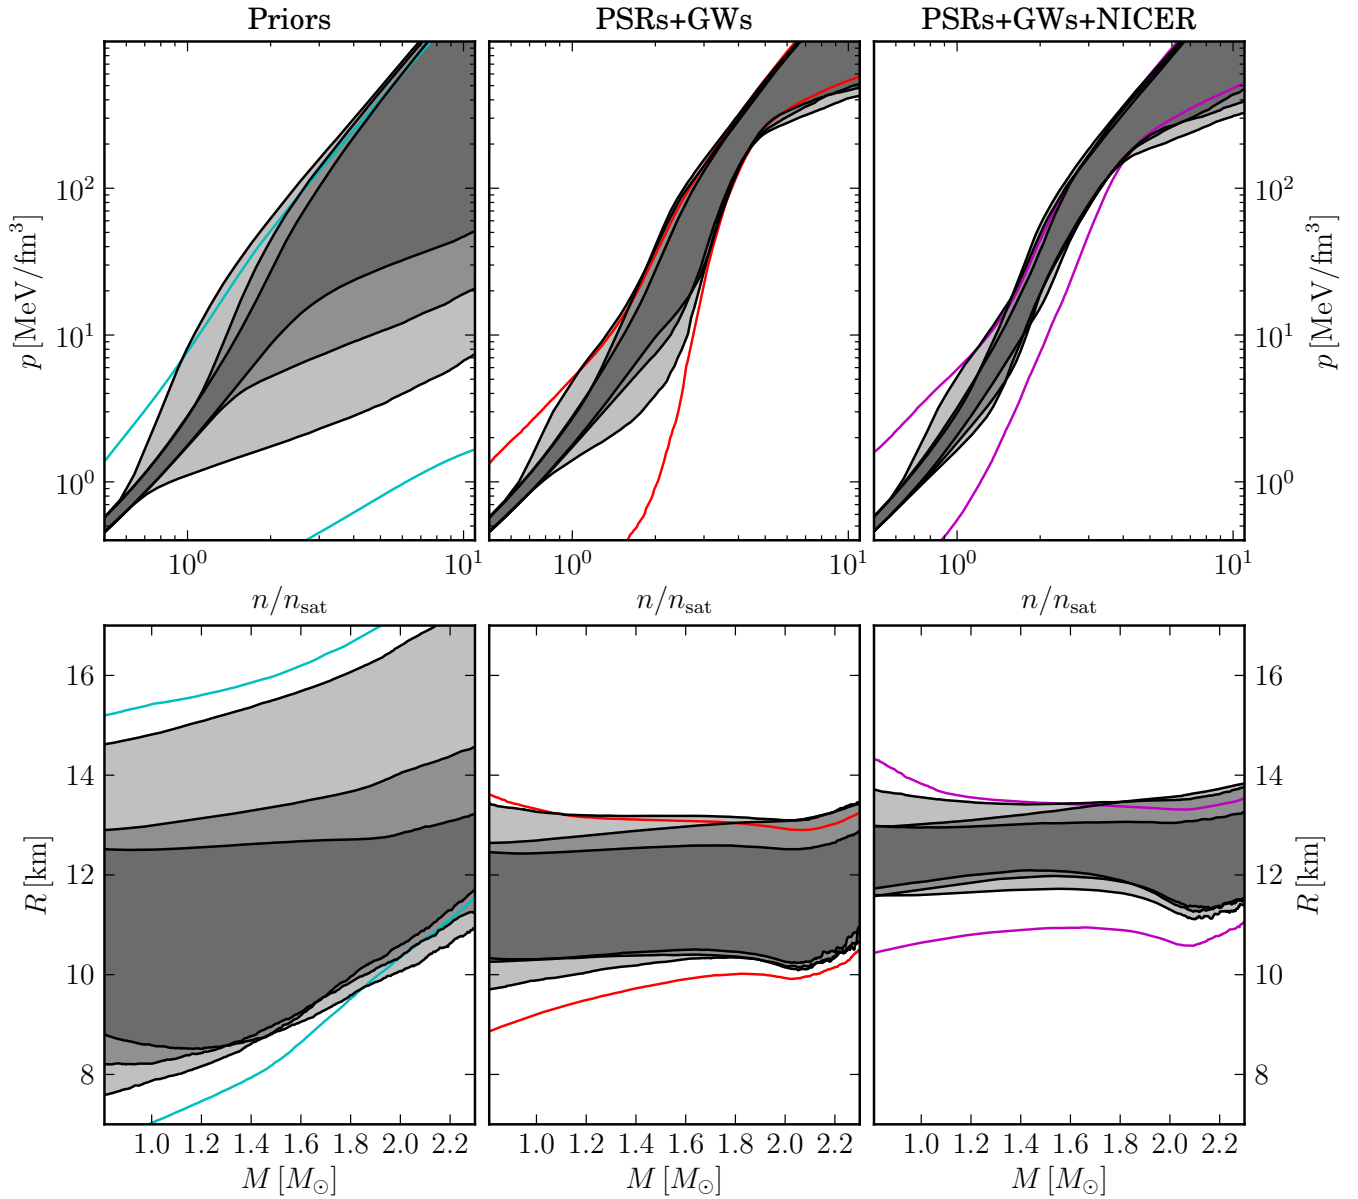 Priors PSRs+GWs PSRs+GWs+NICER
p [MeV/fm³]
10² 10¹ 10⁰
10² 10¹ 10⁰
p [MeV/fm³]
10⁰ 10¹ 10⁰ 10¹ 10⁰ 10¹
n/n_sat n/n_sat n/n_sat
R [km]
16 14 12 10 8
16 14 12 10 8
R [km]
1.0 1.2 1.4 1.6 1.8 2.0 2.2 1.0 1.2 1.4 1.6 1.8 2.0 2.2 1.0 1.2 1.4 1.6 1.8 2.0 2.2
M [M☉] M [M☉] M [M☉]